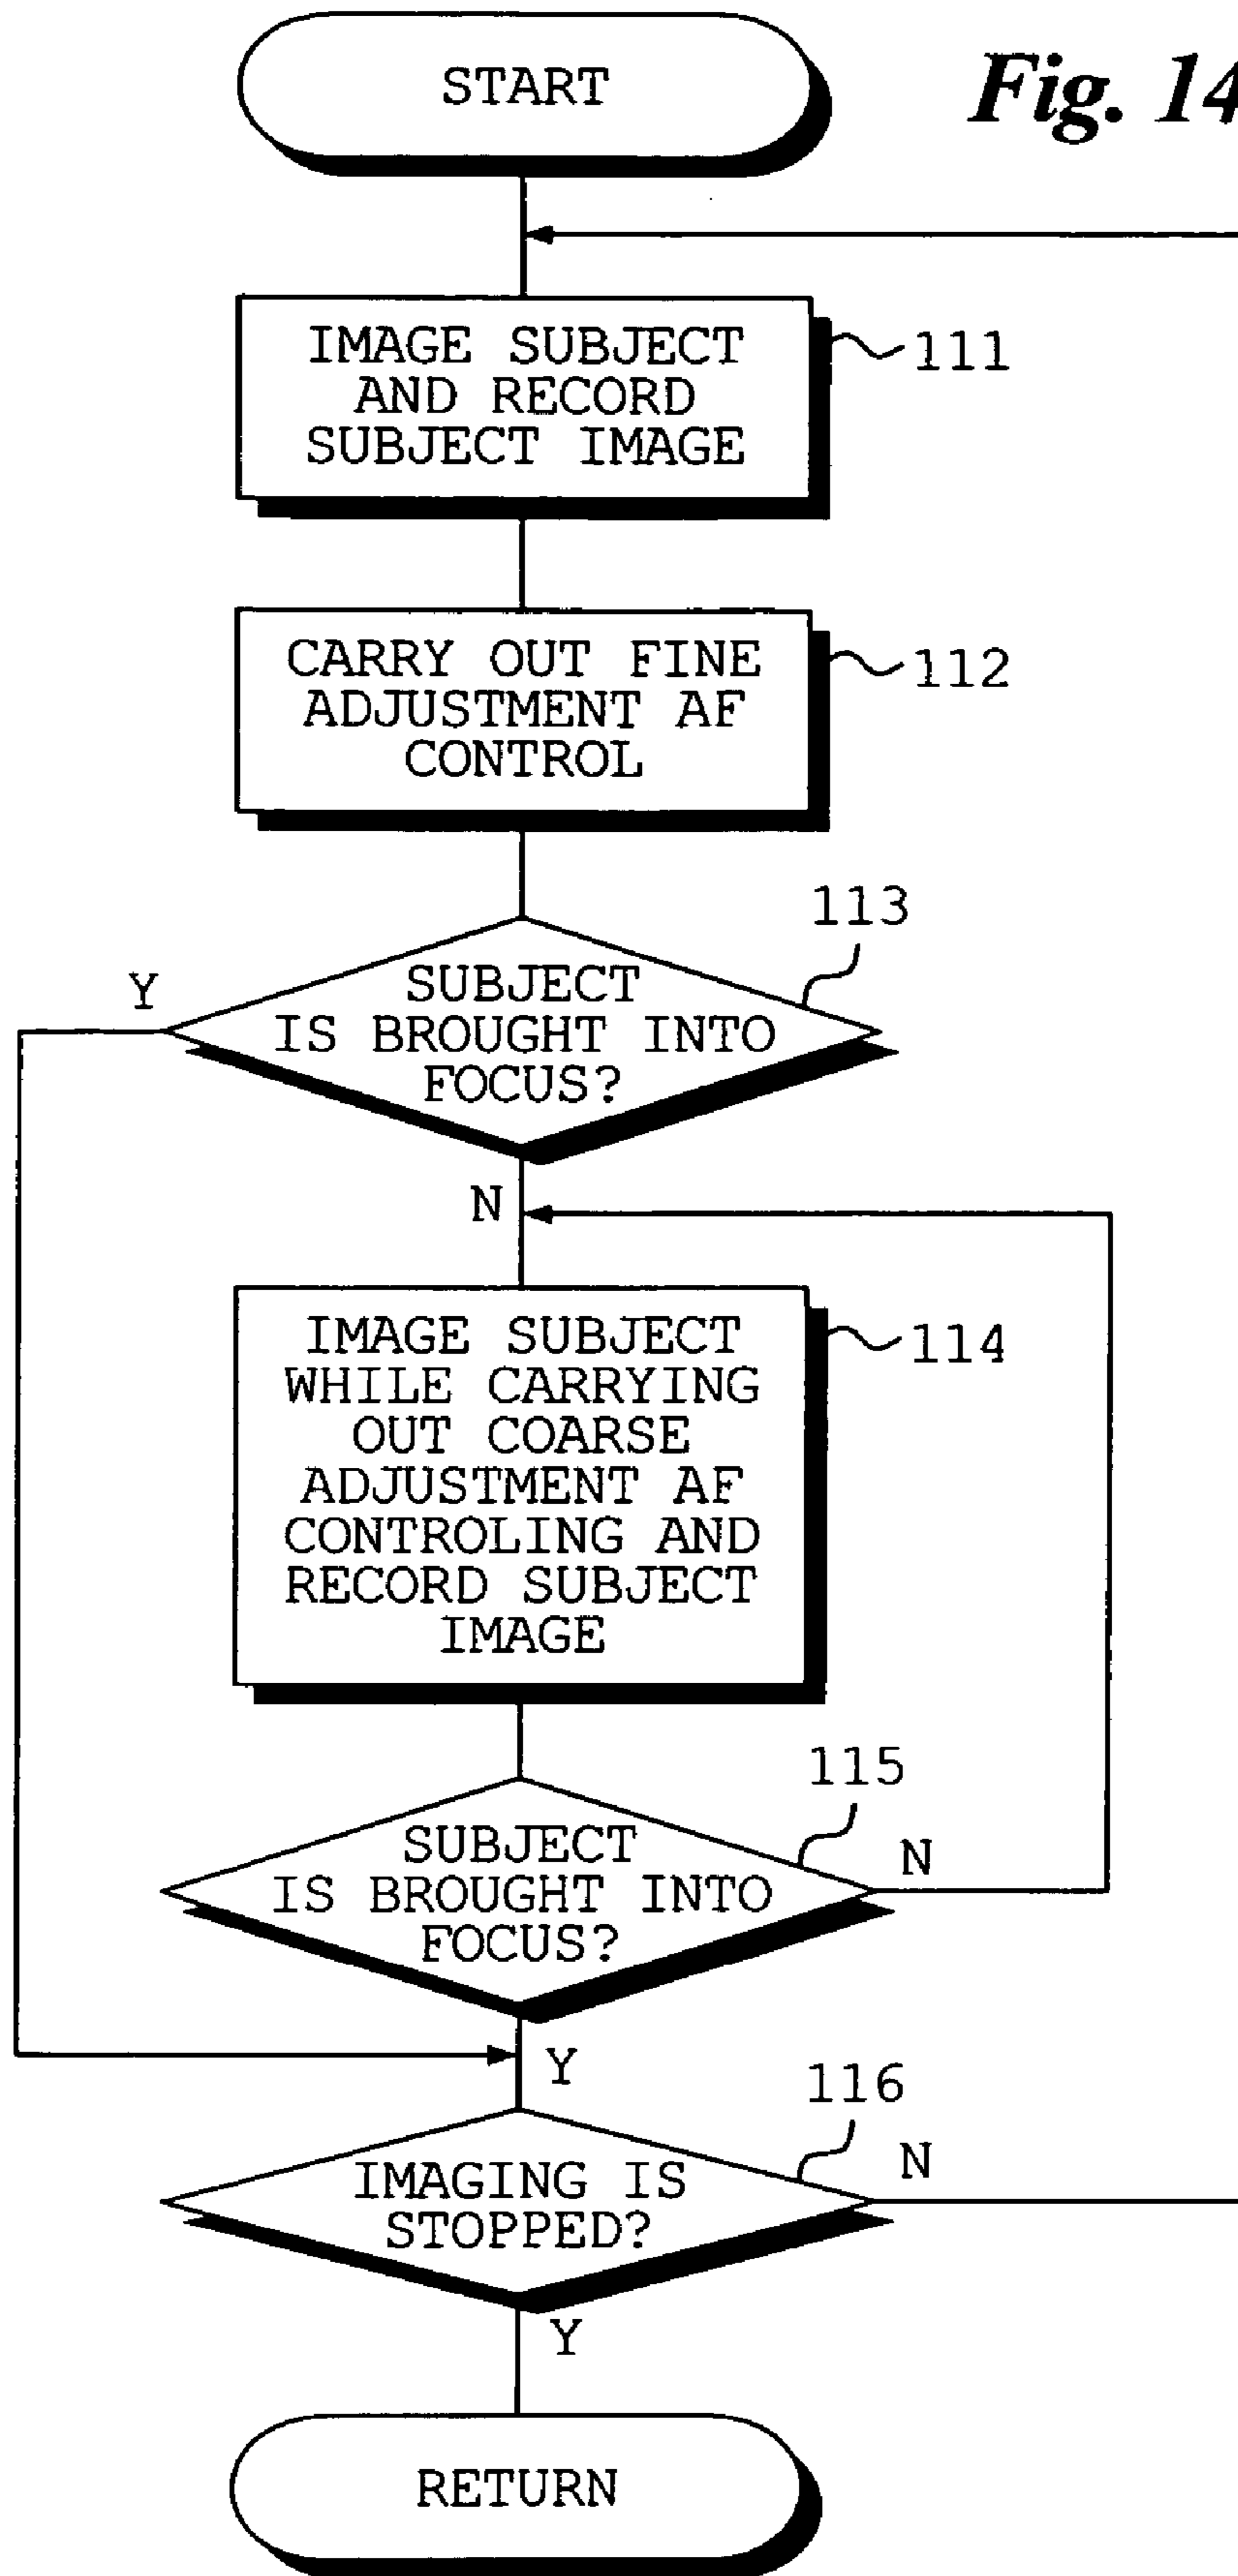 START
Fig. 14
IMAGE SUBJECT
AND RECORD
SUBJECT IMAGE
111
CARRY OUT FINE
ADJUSTMENT AF
CONTROL
112
113
Y
SUBJECT
IS BROUGHT INTO
FOCUS?
N
IMAGE SUBJECT
WHILE CARRYING
OUT COARSE
ADJUSTMENT AF
CONTROLING AND
RECORD SUBJECT
IMAGE
114
115
SUBJECT
IS BROUGHT INTO
FOCUS?
N
Y
116
IMAGING IS
STOPPED?
N
Y
RETURN